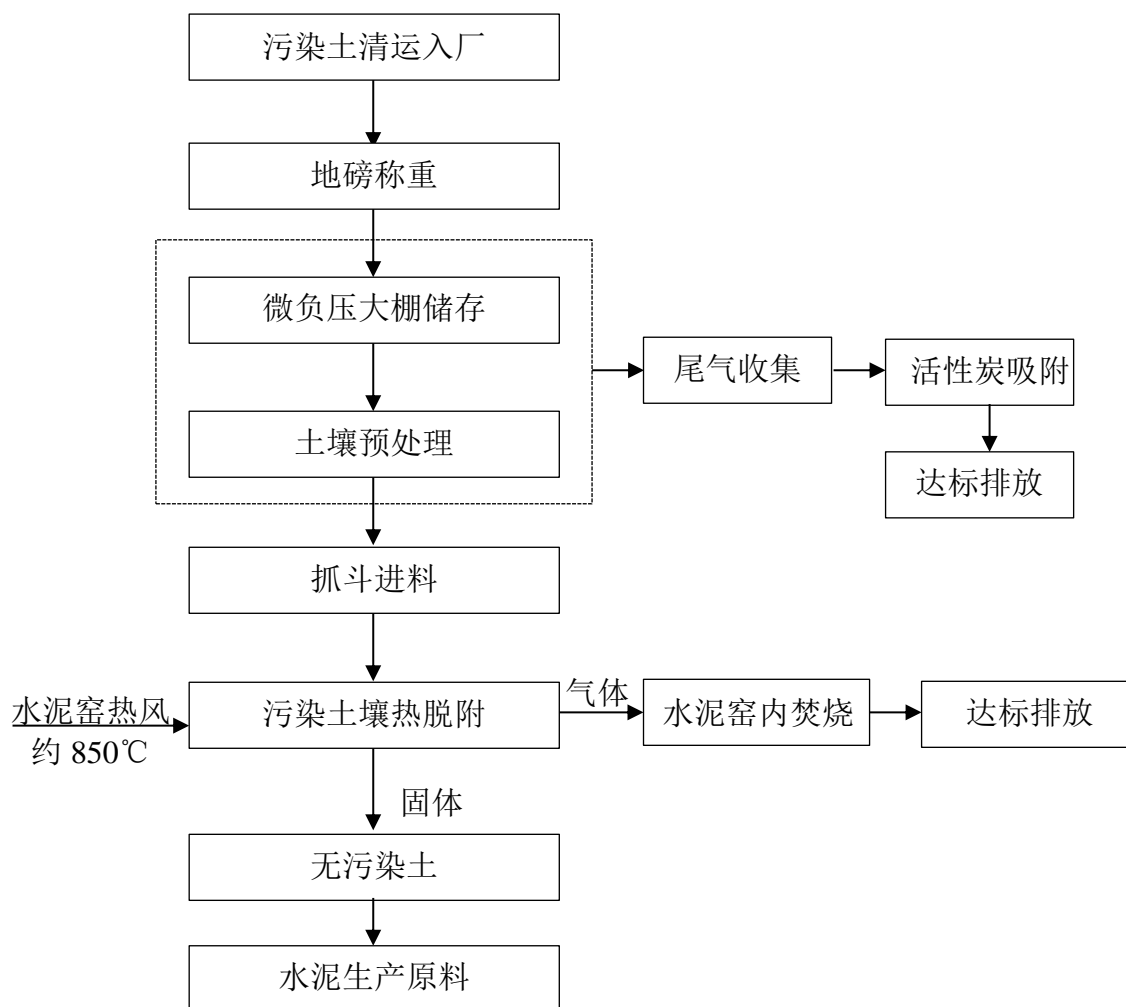 污染土清运入厂
地磅称重
微负压大棚储存
尾气收集
活性炭吸附
土壤预处理
达标排放
抓斗进料
水泥窑热风
约 850℃
污染土壤热脱附
气体
水泥窑内焚烧
达标排放
固体
无污染土
水泥生产原料